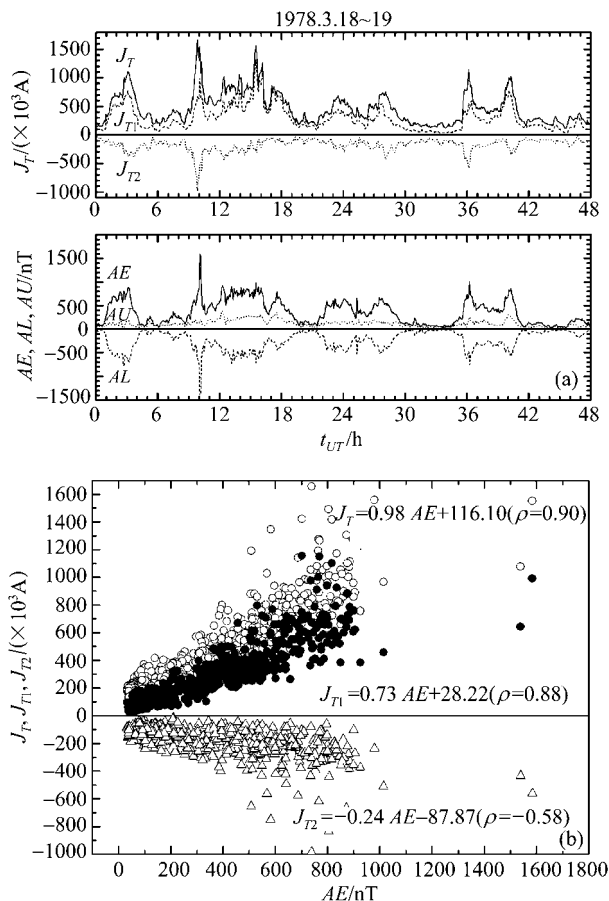 1978.3.18~19
1500
1000
500
0
−500
−1000
J_T/(×10³A)
J_T
J_T1
J_T2
0 6 12 18 24 30 36 42 48
1500
500
0
−500
−1500
AE, AL, AU/nT
AE
AU
AL
(a)
0 6 12 18 24 30 36 42 48
t_UT/h
1600
1400
1200
1000
800
600
400
200
0
−200
−400
−600
−800
−1000
J_T, J_T1, J_T2/(×10³A)
J_T=0.98 AE+116.10(ρ=0.90)
J_T1=0.73 AE+28.22(ρ=0.88)
J_T2=−0.24 AE−87.87(ρ=−0.58)
(b)
0 200 400 600 800 1000 1200 1400 1600 1800
AE/nT